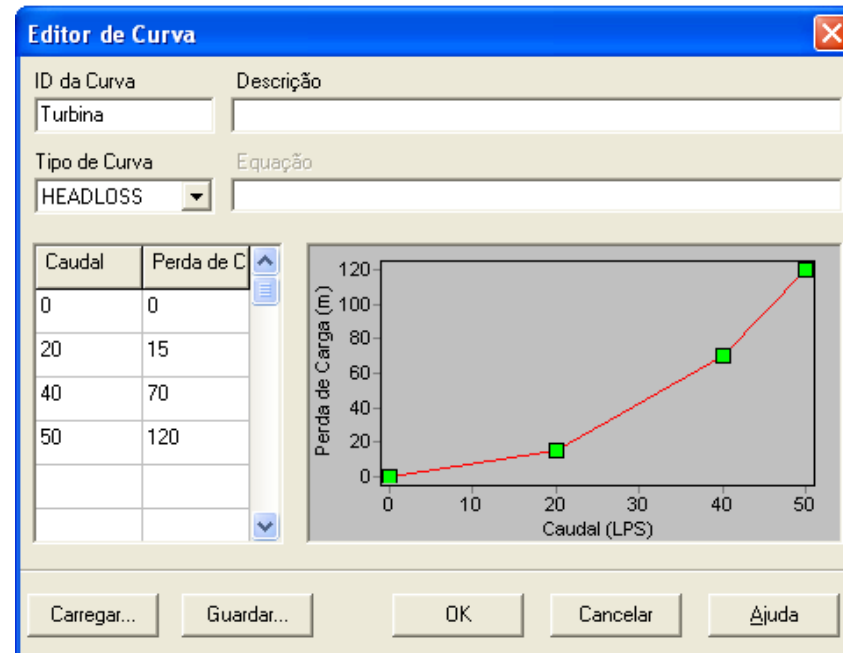 Editor de Curva
ID da Curva Descrição
Turbina
Tipo de Curva Equação
HEADLOSS
Caudal Perda de C
0 0
20 15
40 70
50 120
Perda de Carga (m)
120
100
80
60
40
20
0
0 10 20 30 40 50
Caudal (LPS)
Carregar... Guardar... OK Cancelar Ajuda